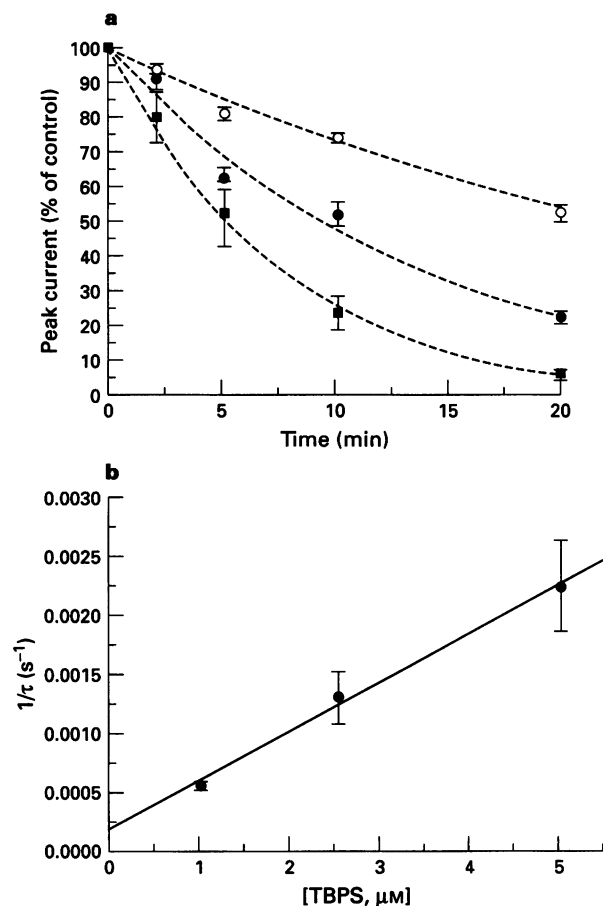 a
100
90
80
70
60
50
40
30
20
10
0
Peak current (% of control)
0 5 10 15 20
Time (min)
b
0.0030
0.0025
0.0020
0.0015
0.0010
0.0005
0.0000
1/τ (s⁻¹)
0 1 2 3 4 5
[TBPS, μM]